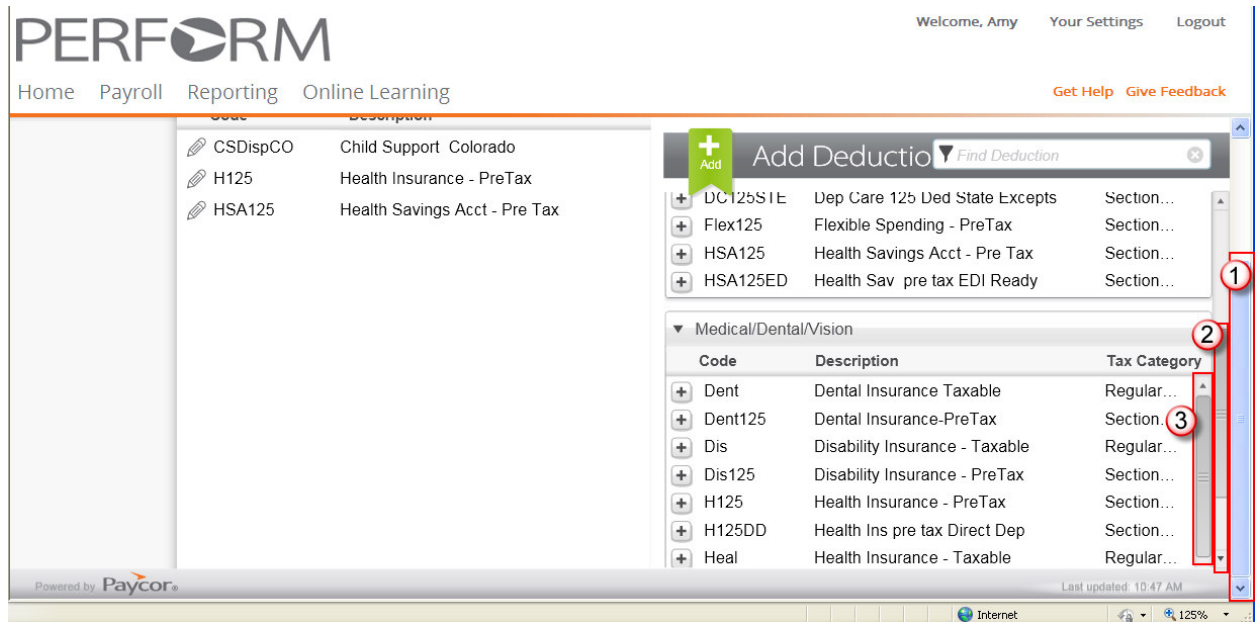 PERFORM
Welcome, Amy Your Settings Logout
Home Payroll Reporting Online Learning
Get Help Give Feedback
Code Description
CSDispCO Child Support Colorado
H125 Health Insurance - PreTax
HSA125 Health Savings Acct - Pre Tax
Add
Add Deductio Find Deduction
DC125STE Dep Care 125 Ded State Excepts Section...
Flex125 Flexible Spending - PreTax Section...
HSA125 Health Savings Acct - Pre Tax Section...
HSA125ED Health Sav pre tax EDI Ready Section...
1
Medical/Dental/Vision
2
Code Description Tax Category
Dent Dental Insurance Taxable Regular...
Dent125 Dental Insurance-PreTax Section...
3
Dis Disability Insurance - Taxable Regular...
Dis125 Disability Insurance - PreTax Section...
H125 Health Insurance - PreTax Section...
H125DD Health Ins pre tax Direct Dep Section...
Heal Health Insurance - Taxable Regular...
Powered by Paycor®
Last updated: 10:47 AM
Internet 125%